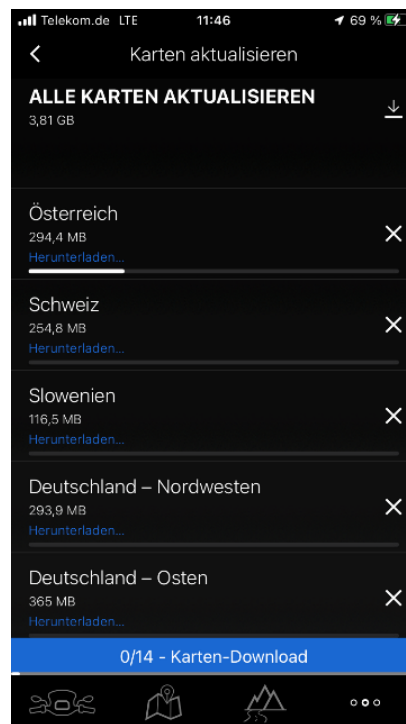 Telekom.de LTE 11:46 69 %
Karten aktualisieren
ALLE KARTEN AKTUALISIEREN
3,81 GB
Österreich
294,4 MB
Herunterladen...
Schweiz
254,8 MB
Herunterladen...
Slowenien
116,5 MB
Herunterladen...
Deutschland – Nordwesten
293,9 MB
Herunterladen...
Deutschland – Osten
365 MB
Herunterladen...
0/14 - Karten-Download